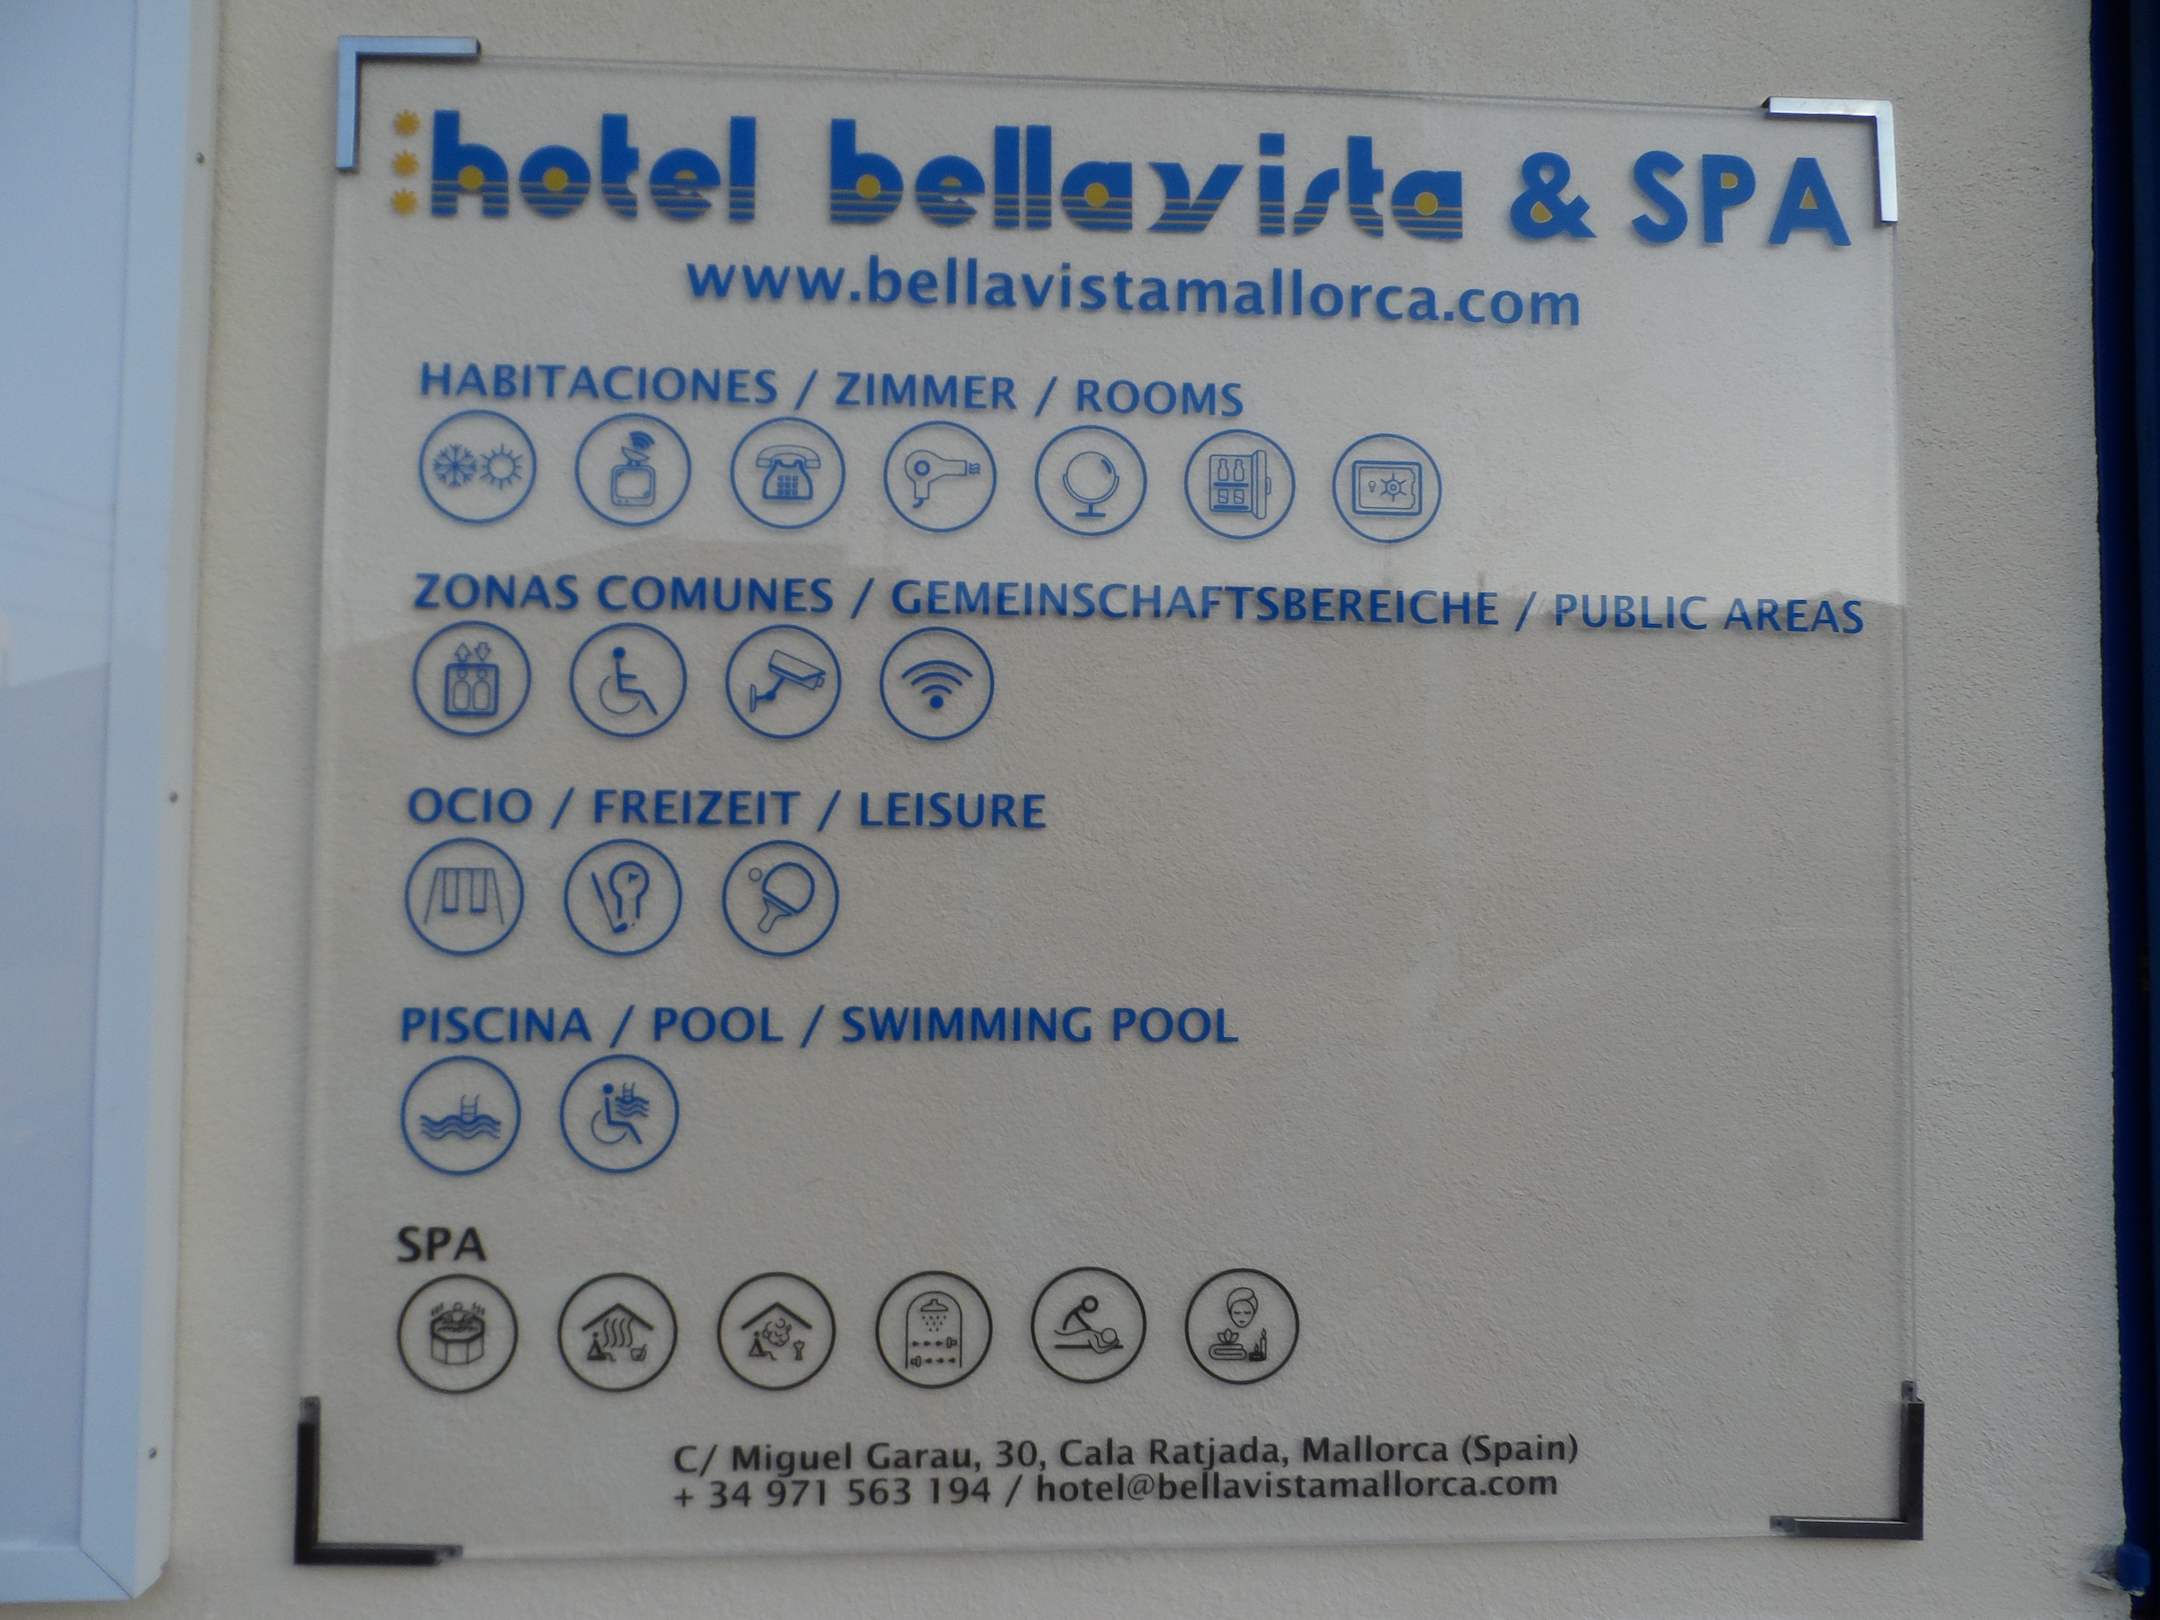 hotel bellavista & SPA
www.bellavistamallorca.com
HABITACIONES / ZIMMER / ROOMS
ZONAS COMUNES / GEMEINSCHAFTSBEREICHE / PUBLIC AREAS
OCIO / FREIZEIT / LEISURE
PISCINA / POOL / SWIMMING POOL
SPA
C/ Miguel Garau, 30, Cala Ratjada, Mallorca (Spain)
+ 34 971 563 194 / hotel@bellavistamallorca.com